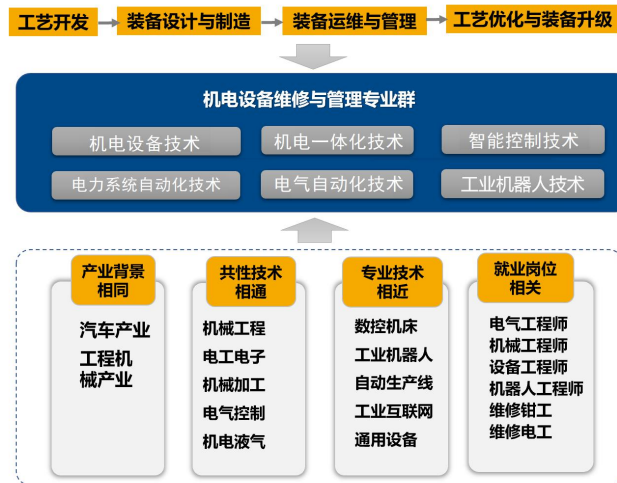 工艺开发 装备设计与制造 装备运维与管理 工艺优化与装备升级
机电设备维修与管理专业群
机电设备技术 机电一体化技术 智能控制技术
电力系统自动化技术 电气自动化技术 工业机器人技术
产业背景
相同
汽车产业
工程机
械产业
共性技术
相通
机械工程
电工电子
机械加工
电气控制
机电液气
专业技术
相近
数控机床
工业机器人
自动生产线
工业互联网
通用设备
就业岗位
相关
电气工程师
机械工程师
设备工程师
机器人工程师
维修钳工
维修电工